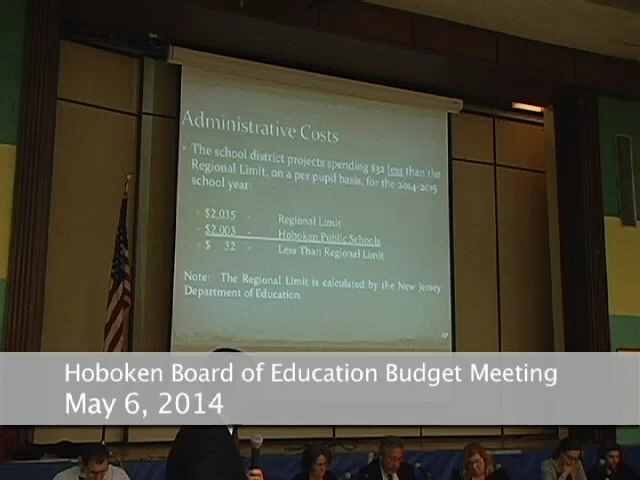 Administrative Costs
The school district projects spending $32 less than the
Regional Limit, on a per pupil basis, for the 2014-2015
school year:
$2,035 - Regional Limit
$2,003 - Hoboken Public Schools
$ 32 - Less Than Regional Limit
Note: The Regional Limit is calculated by the New Jersey
Department of Education
Hoboken Board of Education Budget Meeting
May 6, 2014